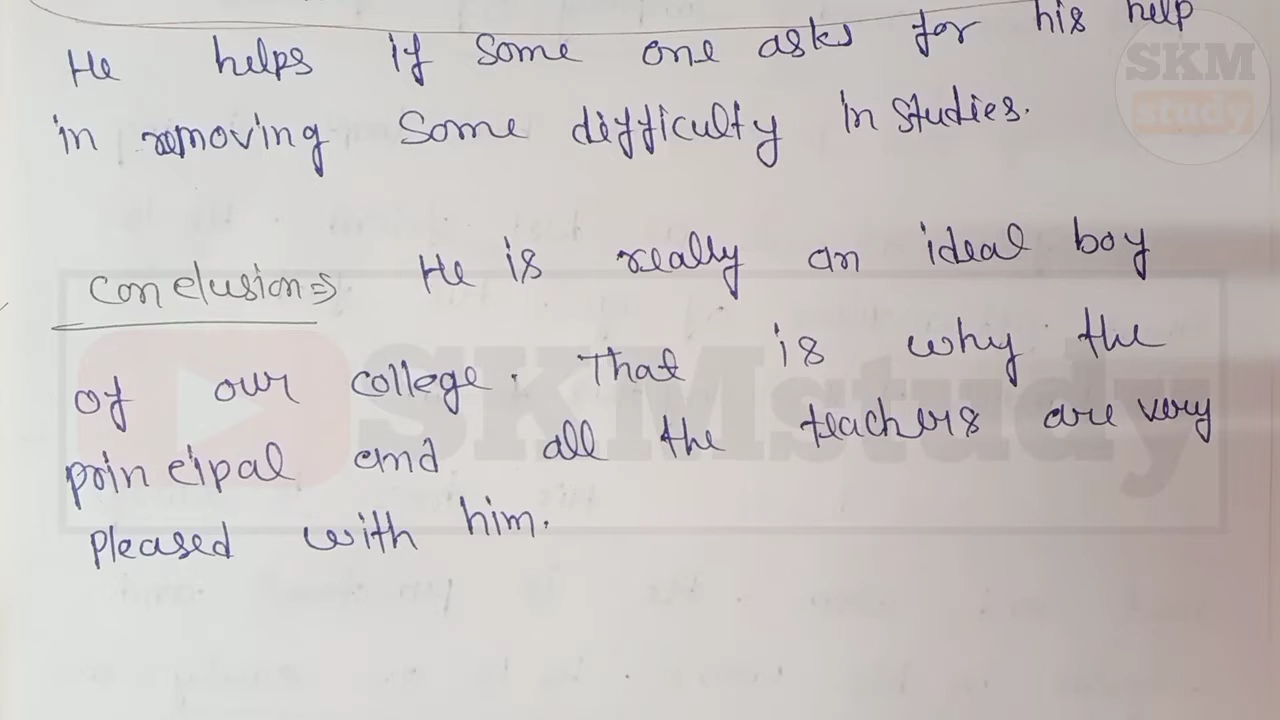 He helps if some one asks for his help
in removing some difficulty in studies.
Conclusion⇒ He is really an ideal boy
of our college. That is why the
principal and all the teachers are very
pleased with him.
SKM
study
SKMstudy